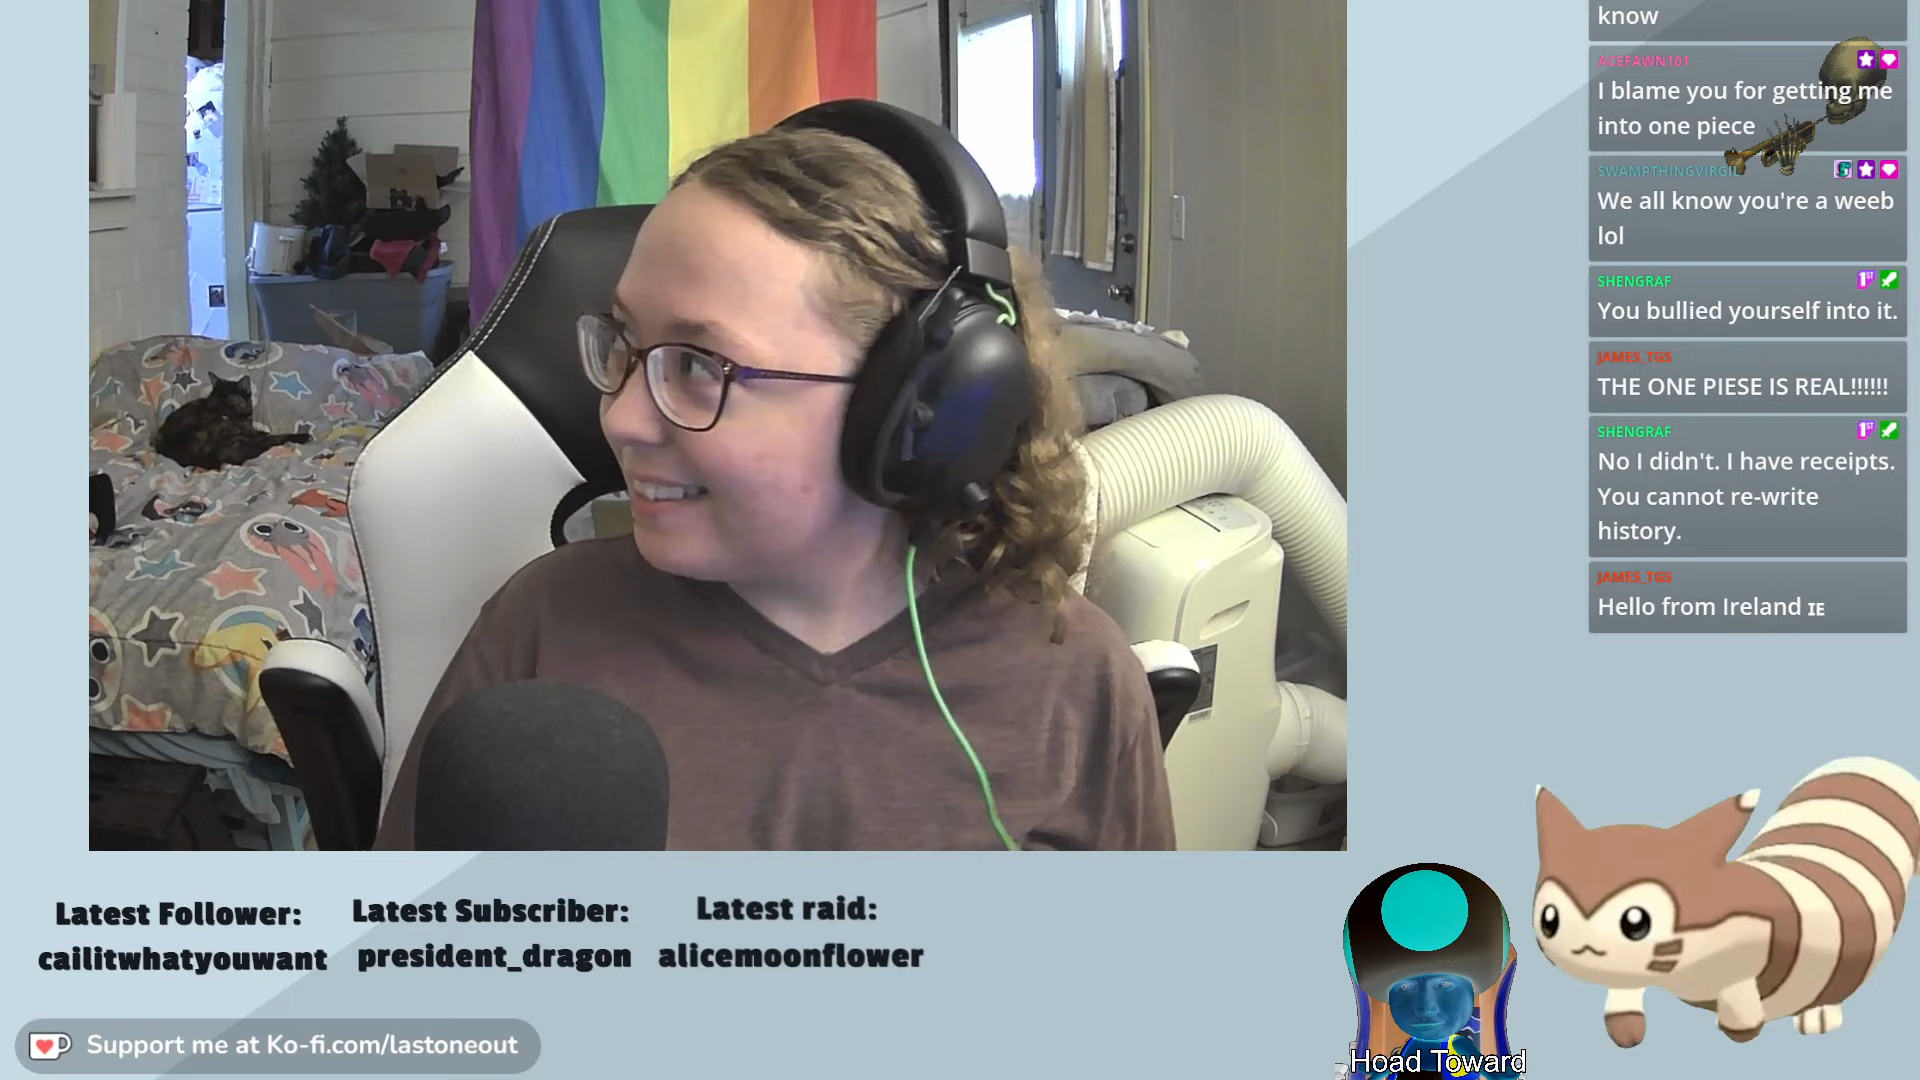 know
ACEFAWN101
I blame you for getting me
into one piece
SWAMPTHINGVIRGIL
We all know you're a weeb
lol
SHENGRAF
You bullied yourself into it.
JAMES_TGS
THE ONE PIESE IS REAL!!!!!!
SHENGRAF
No I didn't. I have receipts.
You cannot re-write
history.
JAMES_TGS
Hello from Ireland IE
Latest Follower:
cailitwhatyouwant
Latest Subscriber:
president_dragon
Latest raid:
alicemoonflower
Support me at Ko-fi.com/lastoneout
Hoad Toward